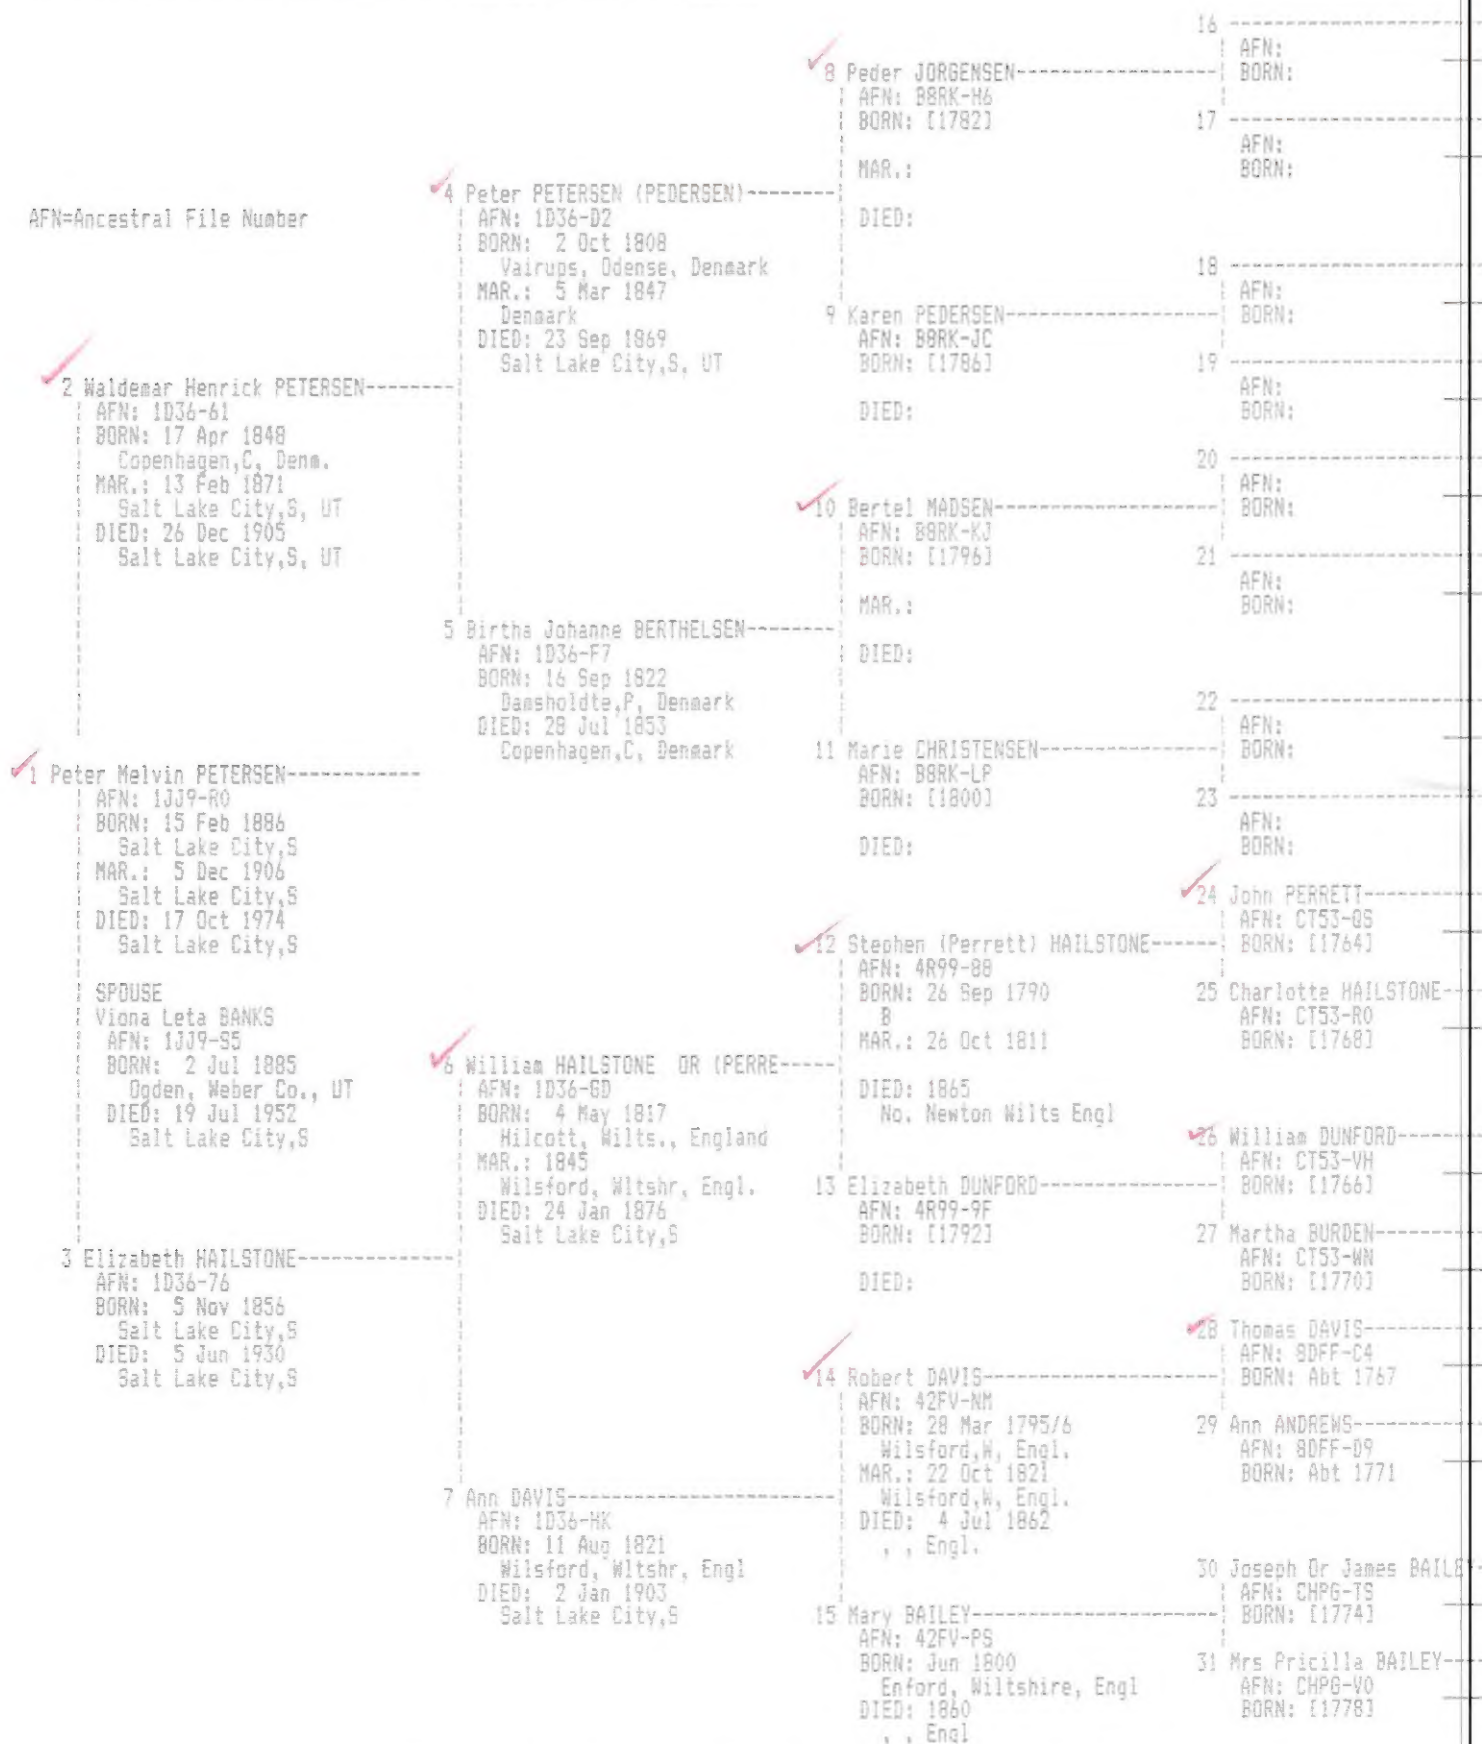 AFN=Ancestral File Number
1 Peter Melvin PETERSEN------------
AFN: 1JJ9-R0
BORN: 15 Feb 1886
Salt Lake City,S
MAR.: 5 Dec 1906
Salt Lake City,S
DIED: 17 Oct 1974
Salt Lake City,S
SPOUSE
Viona Leta BANKS
AFN: 1JJ9-S5
BORN: 2 Jul 1885
Ogden, Weber Co., UT
DIED: 19 Jul 1952
Salt Lake City,S
2 Waldemar Henrick PETERSEN--------
AFN: 1D36-61
BORN: 17 Apr 1848
Copenhagen,C, Denm.
MAR.: 13 Feb 1871
Salt Lake City,S, UT
DIED: 26 Dec 1905
Salt Lake City,S, UT
3 Elizabeth HAILSTONE--------------
AFN: 1D36-76
BORN: 5 Nov 1856
Salt Lake City,S
DIED: 5 Jun 1930
Salt Lake City,S
4 Peter PETERSEN (PEDERSEN)--------
AFN: 1D36-D2
BORN: 2 Oct 1808
Vairups, Odense, Denmark
MAR.: 5 Mar 1847
Denmark
DIED: 23 Sep 1869
Salt Lake City,S, UT
5 Birtha Johanne BERTHELSEN--------
AFN: 1D36-F7
BORN: 16 Sep 1822
Damsholdte,P, Denmark
DIED: 28 Jul 1853
Copenhagen,C, Denmark
6 William HAILSTONE OR (PERRE-----
AFN: 1D36-GD
BORN: 4 May 1817
Hilcott, Wilts., England
MAR.: 1845
Wilsford, Wltshr, Engl.
DIED: 24 Jan 1876
Salt Lake City,S
7 Ann DAVIS------------------------
AFN: 1D36-HK
BORN: 11 Aug 1821
Wilsford, Wltshr, Engl
DIED: 2 Jan 1903
Salt Lake City,S
8 Peder JORGENSEN------------------
AFN: B8RK-H6
BORN: [1782]
MAR.:
DIED:
9 Karen PEDERSEN-------------------
AFN: B8RK-JC
BORN: [1786]
DIED:
10 Bertel MADSEN--------------------
AFN: B8RK-KJ
BORN: [1796]
MAR.:
DIED:
11 Marie CHRISTENSEN----------------
AFN: B8RK-LP
BORN: [1800]
DIED:
12 Stephen (Perrett) HAILSTONE------
AFN: 4R99-88
BORN: 26 Sep 1790
B
MAR.: 26 Oct 1811
DIED: 1865
No. Newton Wilts Engl
13 Elizabeth DUNFORD----------------
AFN: 4R99-9F
BORN: [1792]
DIED:
14 Robert DAVIS---------------------
AFN: 42FV-NM
BORN: 28 Mar 1795/6
Wilsford,W, Engl.
MAR.: 22 Oct 1821
Wilsford,W, Engl.
DIED: 4 Jul 1862
, , Engl.
15 Mary BAILEY----------------------
AFN: 42FV-PS
BORN: Jun 1800
Enford, Wiltshire, Engl
DIED: 1860
, , Engl
16 --------------------
AFN:
BORN:
17 --------------------
AFN:
BORN:
18 --------------------
AFN:
BORN:
19 --------------------
AFN:
BORN:
20 --------------------
AFN:
BORN:
21 --------------------
AFN:
BORN:
22 --------------------
AFN:
BORN:
23 --------------------
AFN:
BORN:
24 John PERRETT---------
AFN: CT53-QS
BORN: [1764]
25 Charlotte HAILSTONE--
AFN: CT53-R0
BORN: [1768]
26 William DUNFORD------
AFN: CT53-VH
BORN: [1766]
27 Martha BURDEN--------
AFN: CT53-WN
BORN: [1770]
28 Thomas DAVIS---------
AFN: 8DFF-C4
BORN: Abt 1767
29 Ann ANDREWS----------
AFN: 8DFF-D9
BORN: Abt 1771
30 Joseph Or James BAILE
AFN: CHPG-TS
BORN: [1774]
31 Mrs Pricilla BAILEY--
AFN: CHPG-V0
BORN: [1778]